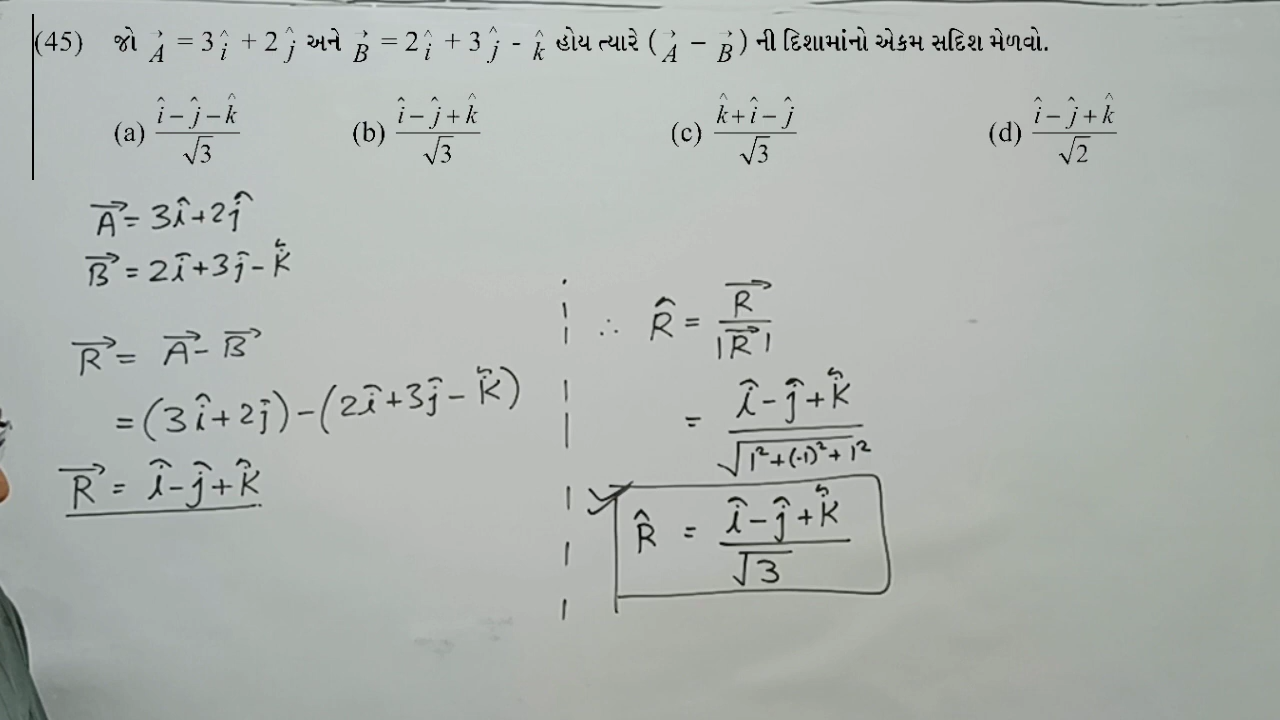 (45) જો A⃗ = 3î + 2ĵ અને B⃗ = 2î + 3ĵ - k̂ હોય ત્યારે (A⃗ − B⃗) ની દિશામાંનો એકમ સદિશ મેળવો.
(a) (î − ĵ − k̂)/√3 (b) (î − ĵ + k̂)/√3 (c) (k̂ + î − ĵ)/√3 (d) (î − ĵ + k̂)/√2
A⃗ = 3î + 2ĵ
B⃗ = 2î + 3ĵ - k̂
R⃗ = A⃗ - B⃗
= (3î + 2ĵ) - (2î + 3ĵ - k̂)
R⃗ = î - ĵ + k̂
∴ R̂ = R⃗/|R⃗|
= (î - ĵ + k̂)/√(1² + (-1)² + 1²)
R̂ = (î - ĵ + k̂)/√3